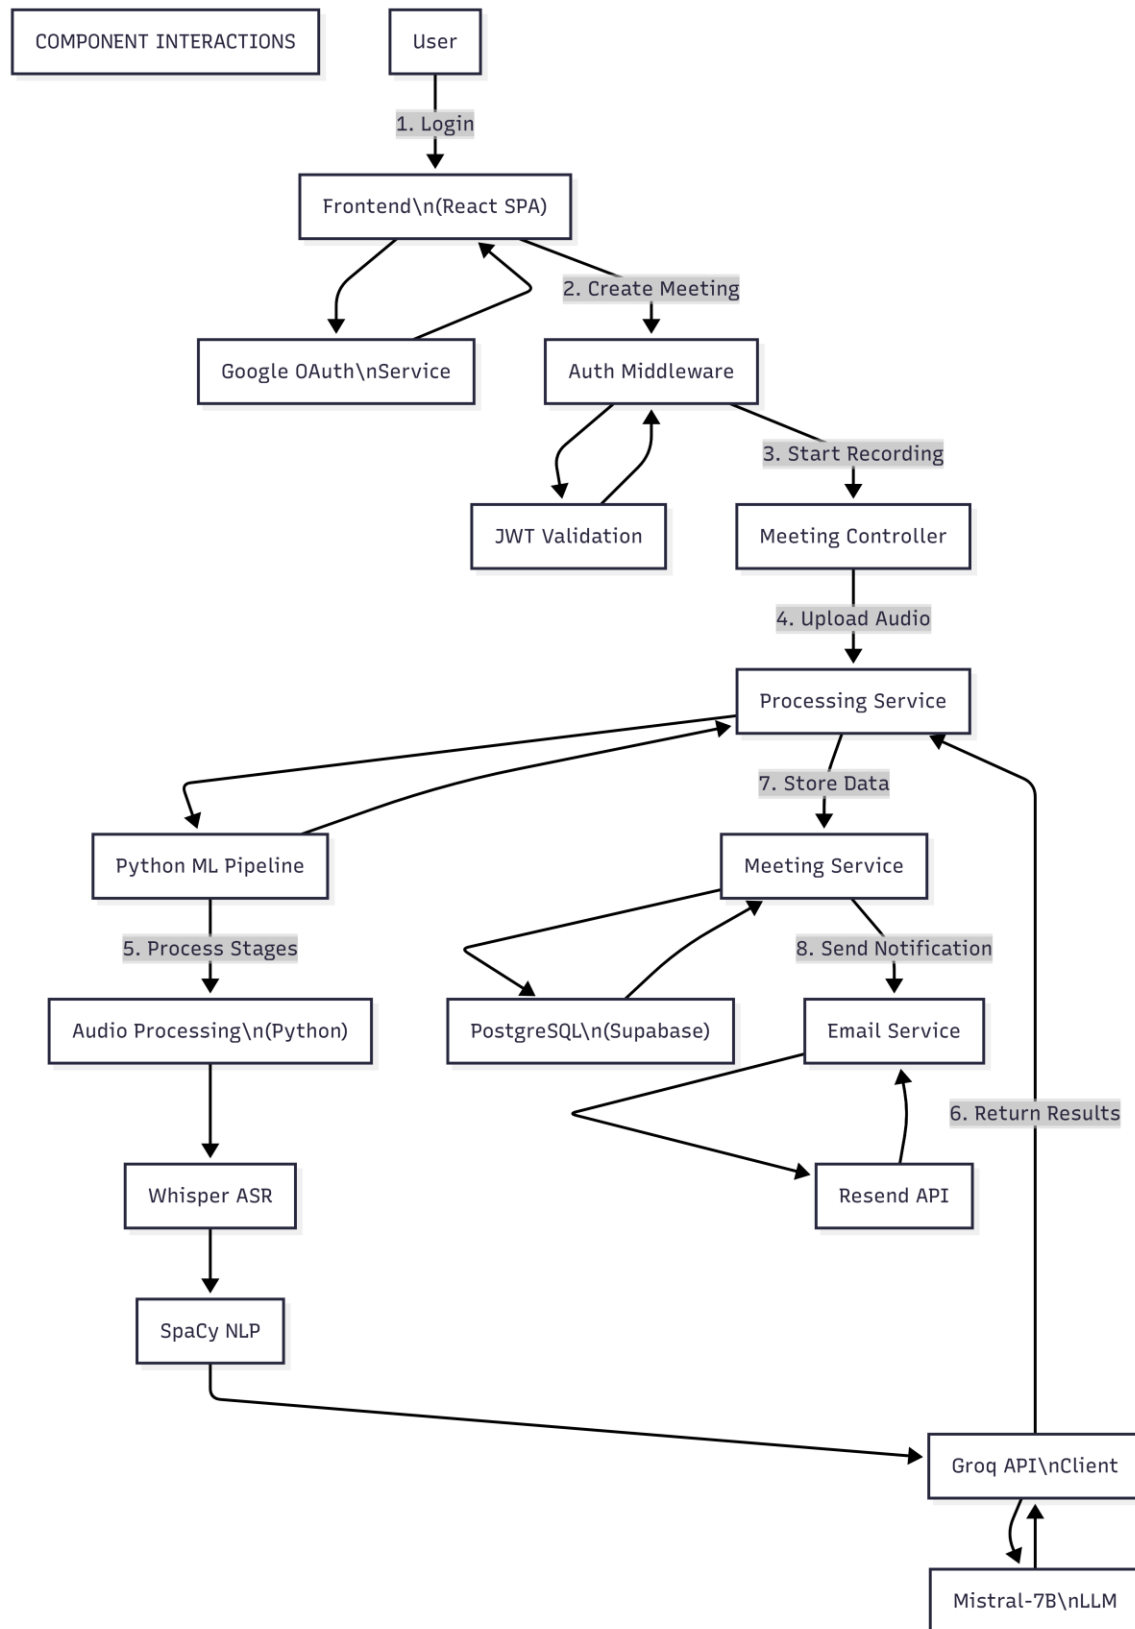 COMPONENT INTERACTIONS
User
1. Login
Frontend\n(React SPA)
2. Create Meeting
Google OAuth\nService
Auth Middleware
3. Start Recording
JWT Validation
Meeting Controller
4. Upload Audio
Processing Service
7. Store Data
Python ML Pipeline
Meeting Service
5. Process Stages
8. Send Notification
Audio Processing\n(Python)
PostgreSQL\n(Supabase)
Email Service
6. Return Results
Whisper ASR
Resend API
SpaCy NLP
Groq API\nClient
Mistral-7B\nLLM